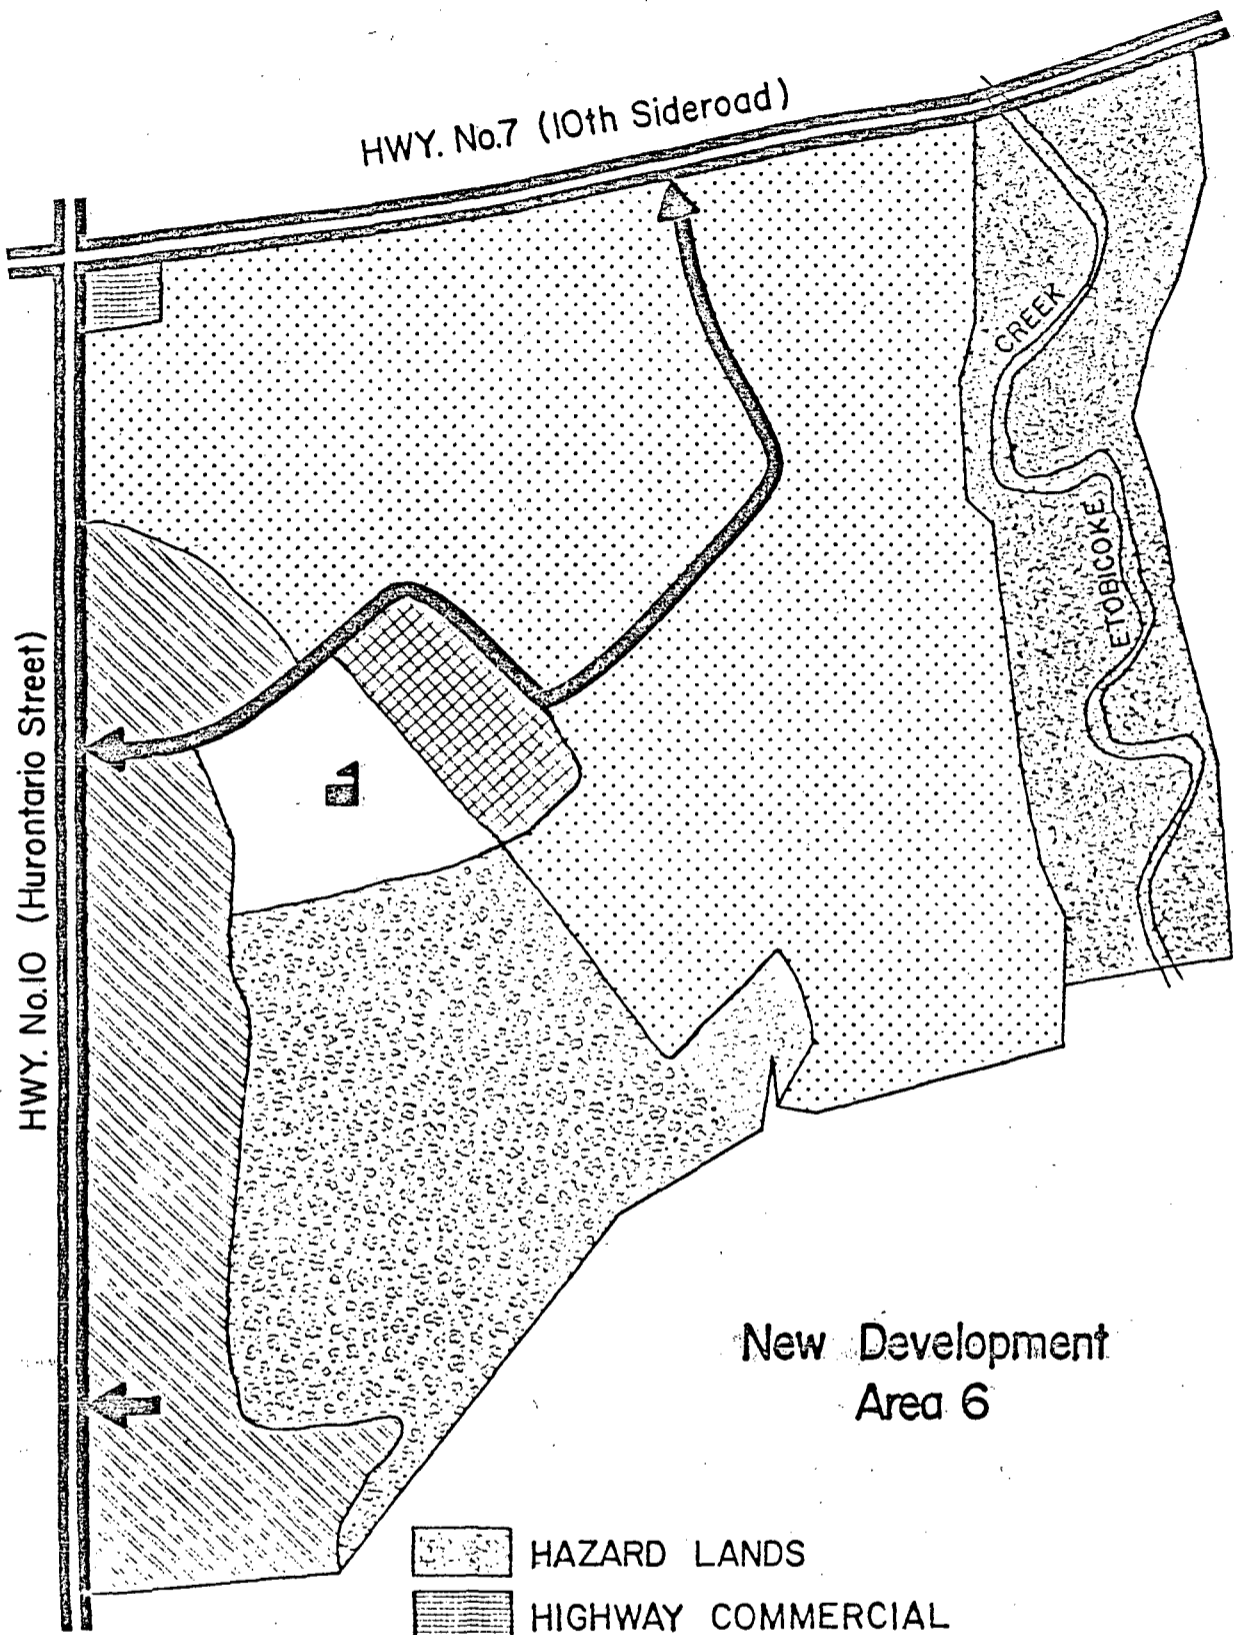 HWY. No.7 (10th Sideroad)
CREEK
ETOBICOKE
HWY. No.10 (Hurontario Street)
New Development
Area 6
HAZARD LANDS
HIGHWAY COMMERCIAL